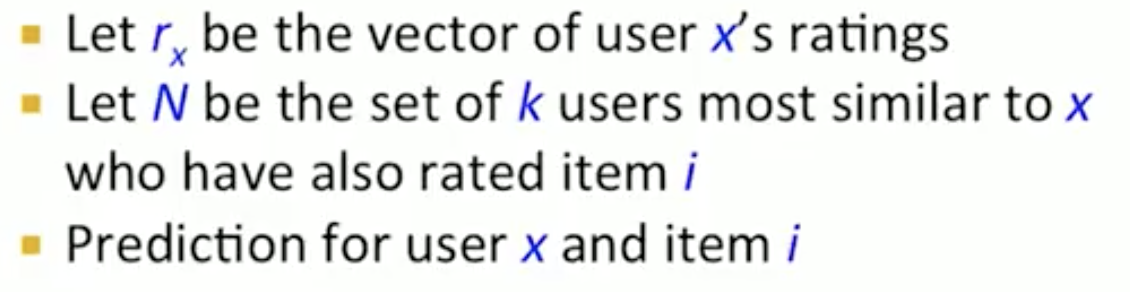 ▪ Let rₓ be the vector of user x's ratings
▪ Let N be the set of k users most similar to x
who have also rated item i
▪ Prediction for user x and item i